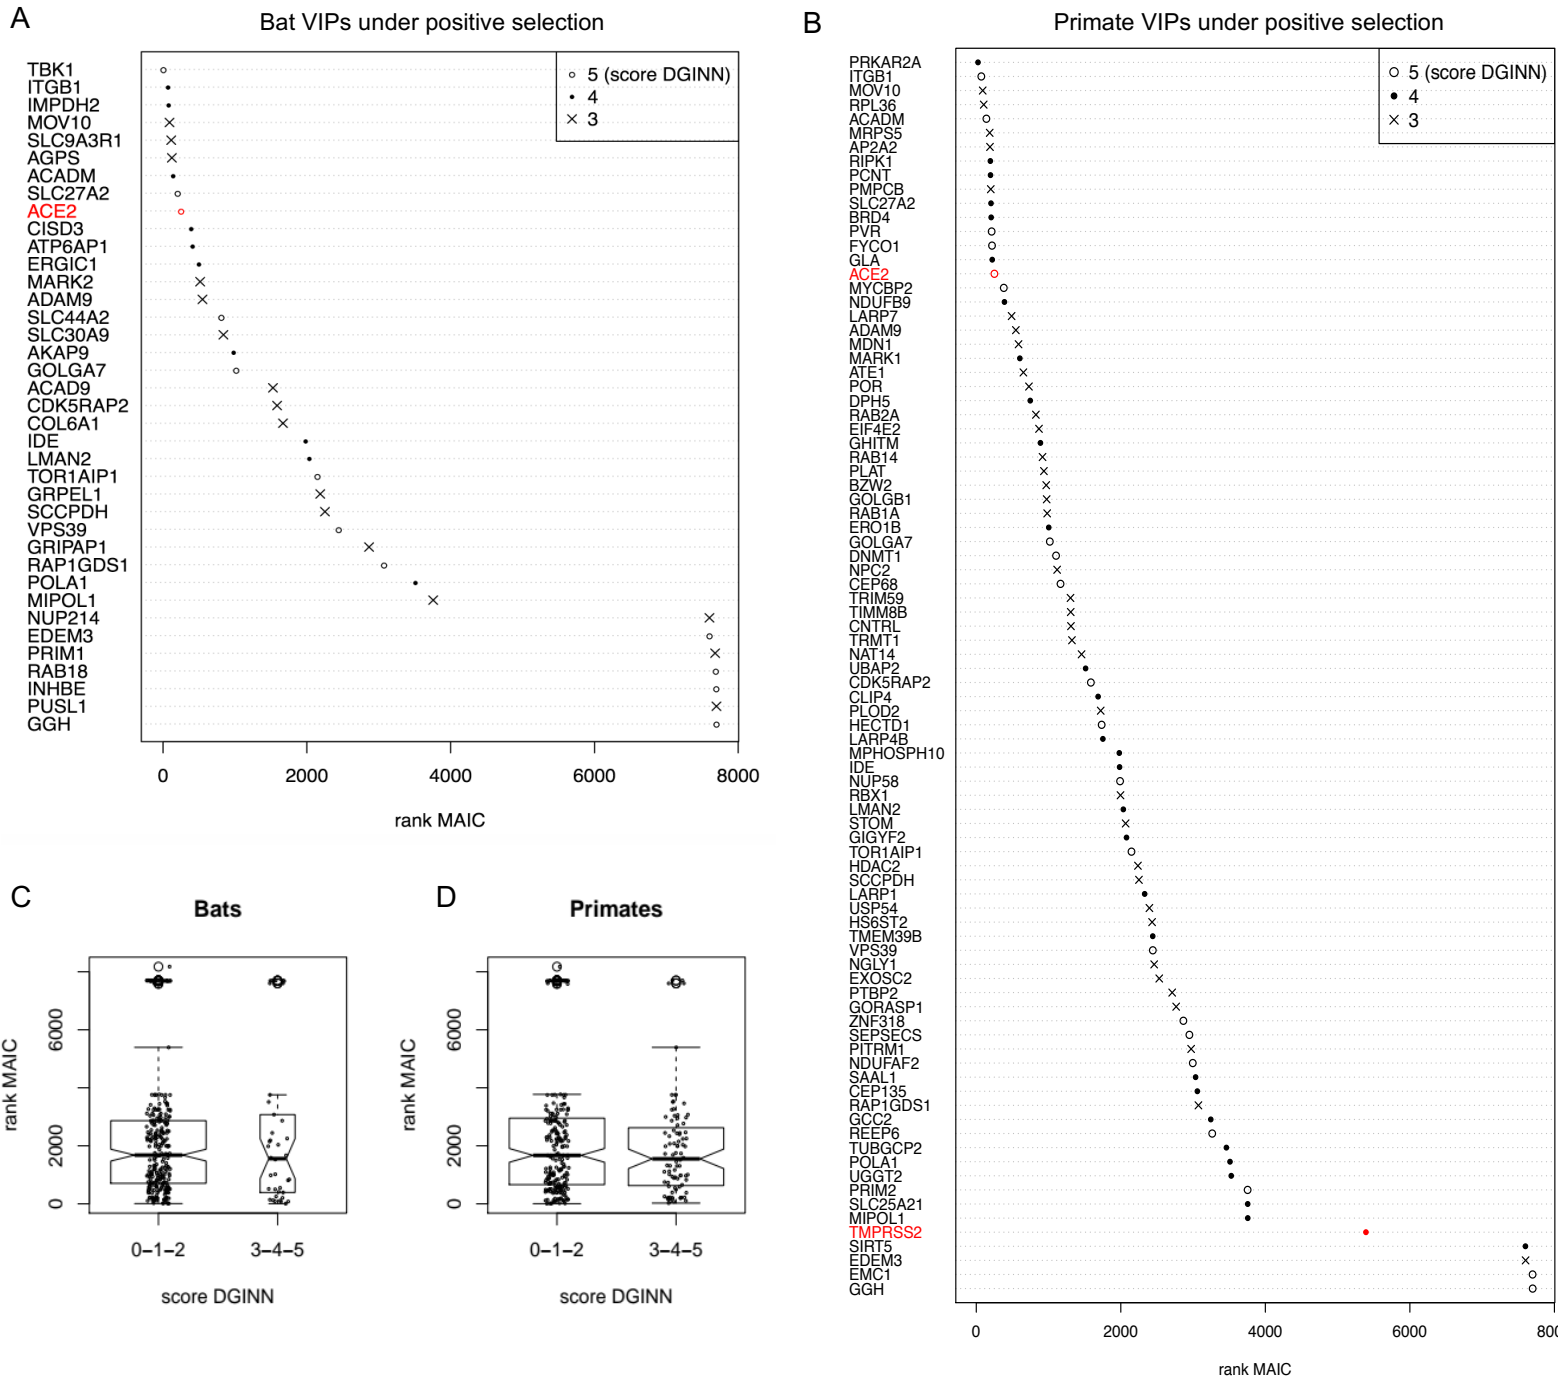 A
Bat VIPs under positive selection
5 (score DGINN)
4
3
TBK1
ITGB1
IMPDH2
MOV10
SLC9A3R1
AGPS
ACADM
SLC27A2
ACE2
CISD3
ATP6AP1
ERGIC1
MARK2
ADAM9
SLC44A2
SLC30A9
AKAP9
GOLGA7
ACAD9
CDK5RAP2
COL6A1
IDE
LMAN2
TOR1AIP1
GRPEL1
SCCPDH
VPS39
GRIPAP1
RAP1GDS1
POLA1
MIPOL1
NUP214
EDEM3
PRIM1
RAB18
INHBE
PUSL1
GGH
0 2000 4000 6000 8000
rank MAIC
B
Primate VIPs under positive selection
5 (score DGINN)
4
3
PRKAR2A
ITGB1
MOV10
RPL36
ACADM
MRPS5
AP2A2
RIPK1
PCNT
PMPCB
SLC27A2
BRD4
PVR
FYCO1
GLA
ACE2
MYCBP2
NDUFB9
LARP7
ADAM9
MDN1
MARK1
ATE1
POR
DPH5
RAB2A
EIF4E2
GHITM
RAB14
PLAT
BZW2
GOLGB1
RAB1A
ERO1B
GOLGA7
DNMT1
NPC2
CEP68
TRIM59
TIMM8B
CNTRL
TRMT1
NAT14
UBAP2
CDK5RAP2
CLIP4
PLOD2
HECTD1
LARP4B
MPHOSPH10
IDE
NUP58
RBX1
LMAN2
STOM
GIGYF2
TOR1AIP1
HDAC2
SCCPDH
LARP1
USP54
HS6ST2
TMEM39B
VPS39
NGLY1
EXOSC2
PTBP2
GORASP1
ZNF318
SEPSECS
PITRM1
NDUFAF2
SAAL1
CEP135
RAP1GDS1
GCC2
REEP6
TUBGCP2
POLA1
UGGT2
PRIM2
SLC25A21
MIPOL1
TMPRSS2
SIRT5
EDEM3
EMC1
GGH
0 2000 4000 6000 800
rank MAIC
C
Bats
rank MAIC
6000
2000
0
0-1-2 3-4-5
score DGINN
D
Primates
rank MAIC
6000
2000
0
0-1-2 3-4-5
score DGINN